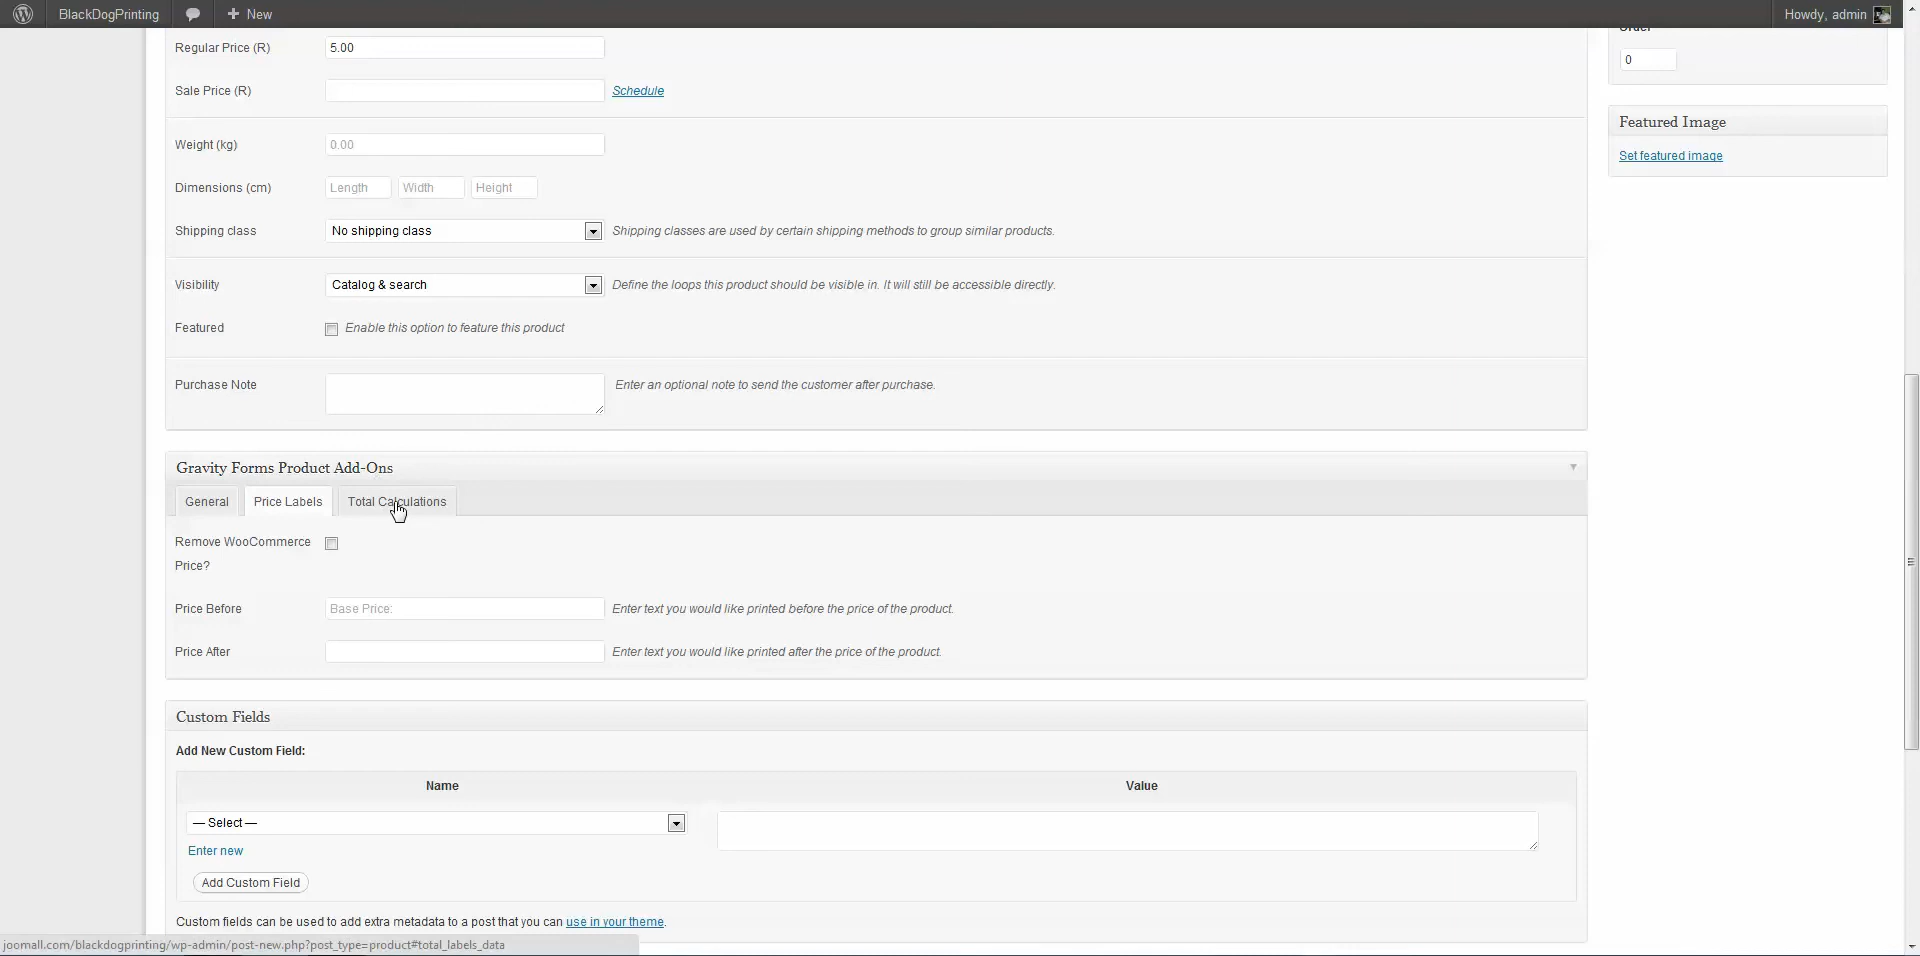 BlackDogPrinting
New
Howdy, admin
Order
Regular Price (R)
5.00
0
Sale Price (R)
Schedule
Featured Image
Weight (kg)
0.00
Set featured image
Dimensions (cm)
Length
Width
Height
Shipping class
No shipping class
Shipping classes are used by certain shipping methods to group similar products.
Visibility
Catalog & search
Define the loops this product should be visible in. It will still be accessible directly.
Featured
Enable this option to feature this product
Purchase Note
Enter an optional note to send the customer after purchase.
Gravity Forms Product Add-Ons
General
Price Labels
Total Calculations
Remove WooCommerce
Price?
Price Before
Base Price:
Enter text you would like printed before the price of the product.
Price After
Enter text you would like printed after the price of the product.
Custom Fields
Add New Custom Field:
Name
Value
— Select —
Enter new
Add Custom Field
Custom fields can be used to add extra metadata to a post that you can use in your theme.
joomall.com/blackdogprinting/wp-admin/post-new.php?post_type=product#total_labels_data